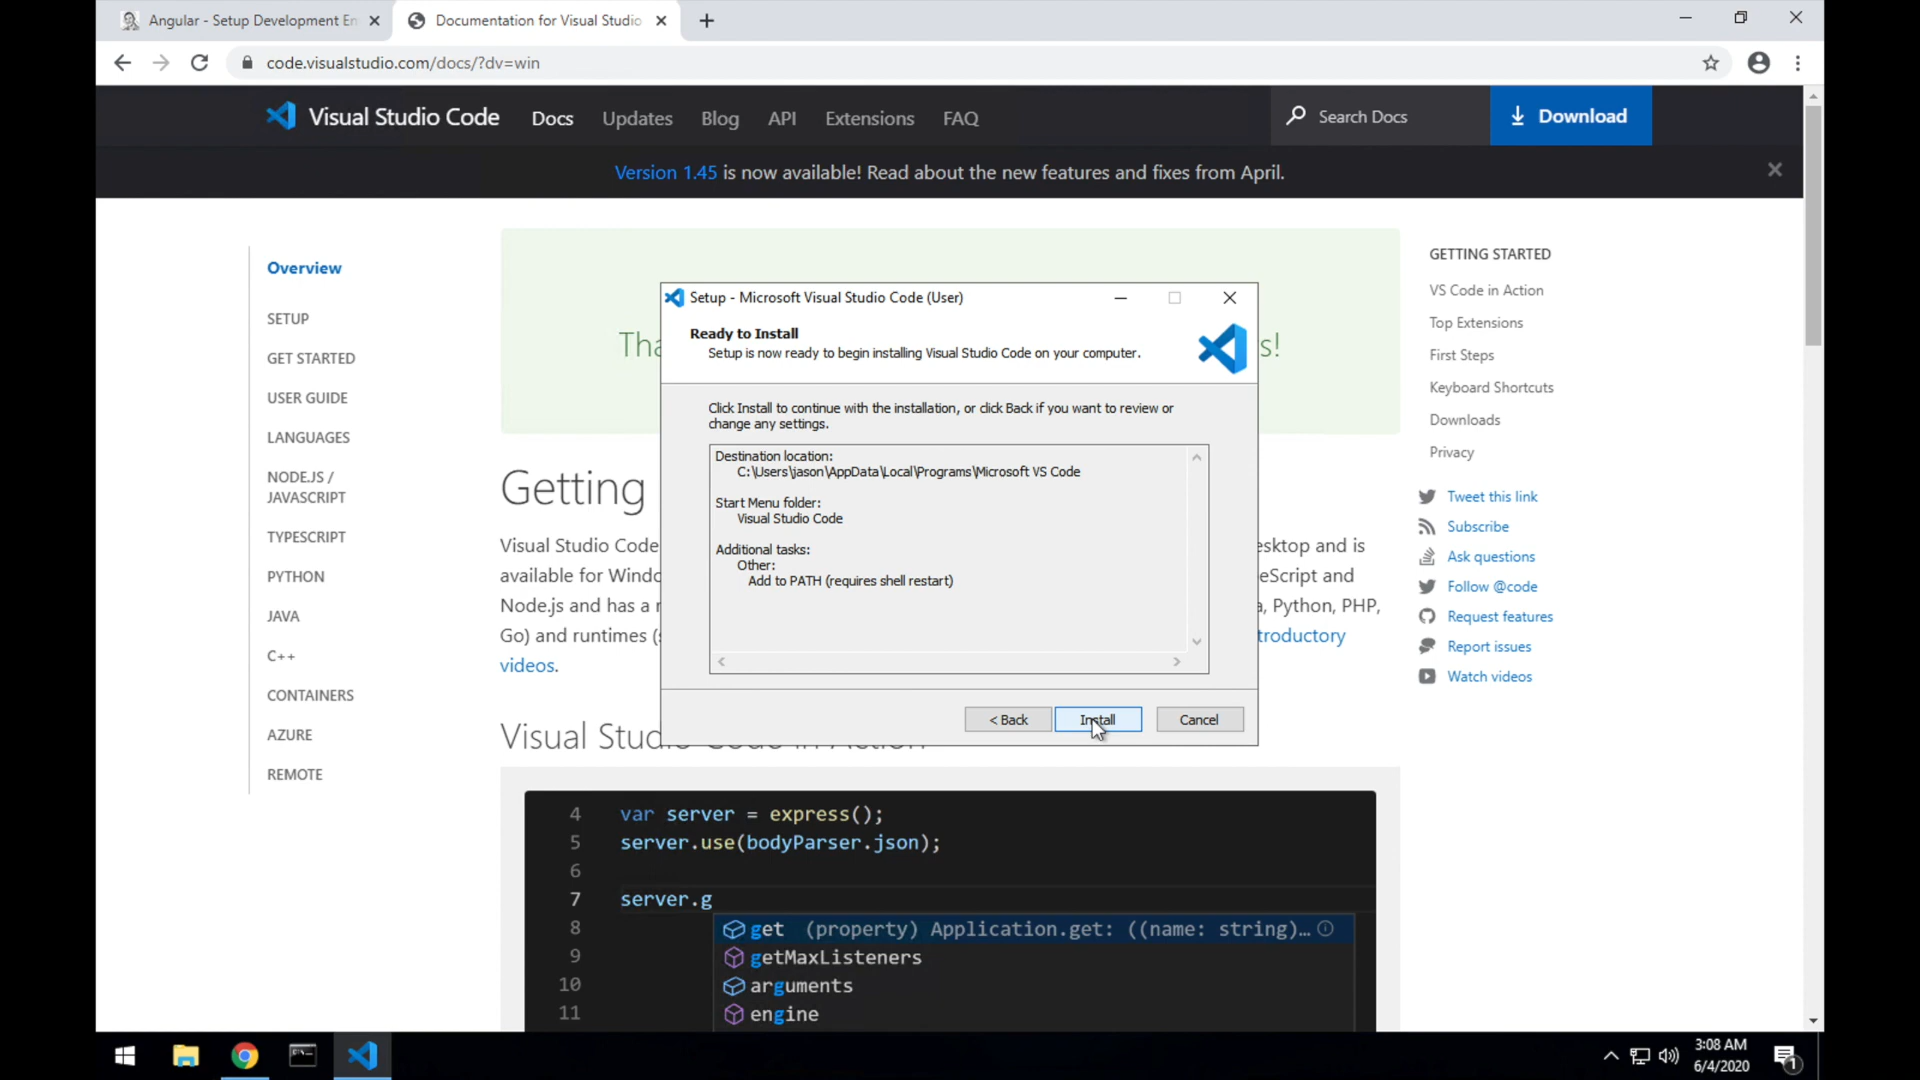 Angular - Setup Development En
Documentation for Visual Studio
code.visualstudio.com/docs/?dv=win
Visual Studio Code
Docs
Updates
Blog
API
Extensions
FAQ
Search Docs
Download
Version 1.45 is now available! Read about the new features and fixes from April.
Overview
SETUP
GET STARTED
USER GUIDE
LANGUAGES
NODE.JS /
JAVASCRIPT
TYPESCRIPT
PYTHON
JAVA
C++
CONTAINERS
AZURE
REMOTE
Tha
s!
Getting
Visual Studio Code
esktop and is
available for Windo
eScript and
Node.js and has a r
a, Python, PHP,
Go) and runtimes (s
troductory
videos.
Visual Studio Code in Action
Setup - Microsoft Visual Studio Code (User)
Ready to Install
Setup is now ready to begin installing Visual Studio Code on your computer.
Click Install to continue with the installation, or click Back if you want to review or
change any settings.
Destination location:
C:\Users\jason\AppData\Local\Programs\Microsoft VS Code
Start Menu folder:
Visual Studio Code
Additional tasks:
Other:
Add to PATH (requires shell restart)
< Back
Install
Cancel
4 var server = express();
5 server.use(bodyParser.json);
6
7 server.g
8 get (property) Application.get: ((name: string)…
9 getMaxListeners
10 arguments
11 engine
GETTING STARTED
VS Code in Action
Top Extensions
First Steps
Keyboard Shortcuts
Downloads
Privacy
Tweet this link
Subscribe
Ask questions
Follow @code
Request features
Report issues
Watch videos
3:08 AM
6/4/2020
1